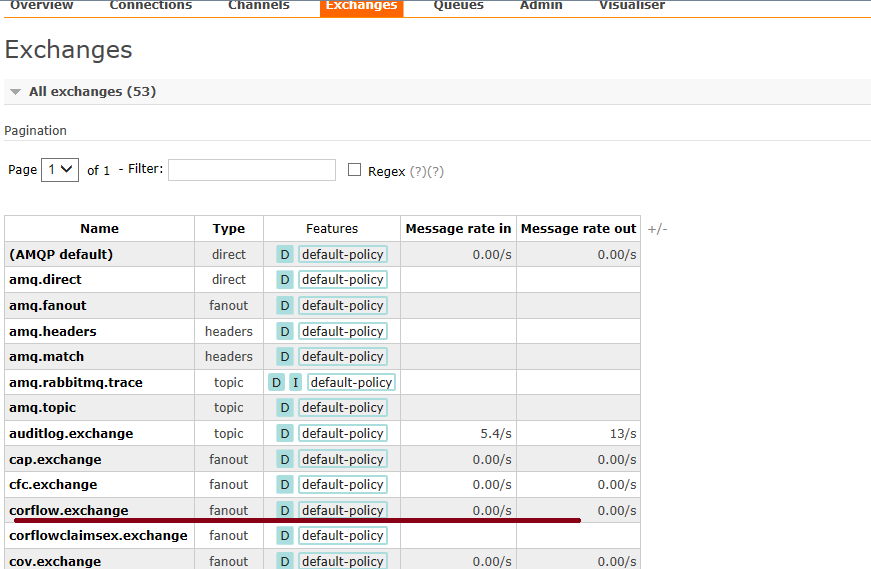 Overview Connections Channels Exchanges Queues Admin Visualiser
Exchanges
All exchanges (53)
Pagination
Page 1 of 1 - Filter: Regex (?)(?)
Name Type Features Message rate in Message rate out +/-
(AMQP default) direct D default-policy 0.00/s 0.00/s
amq.direct direct D default-policy
amq.fanout fanout D default-policy
amq.headers headers D default-policy
amq.match headers D default-policy
amq.rabbitmq.trace topic D I default-policy
amq.topic topic D default-policy
auditlog.exchange topic D default-policy 5.4/s 13/s
cap.exchange fanout D default-policy 0.00/s 0.00/s
cfc.exchange fanout D default-policy 0.00/s 0.00/s
corflow.exchange fanout D default-policy 0.00/s 0.00/s
corflowclaimsex.exchange fanout D default-policy
cov.exchange fanout D default-policy 0.00/s 0.00/s